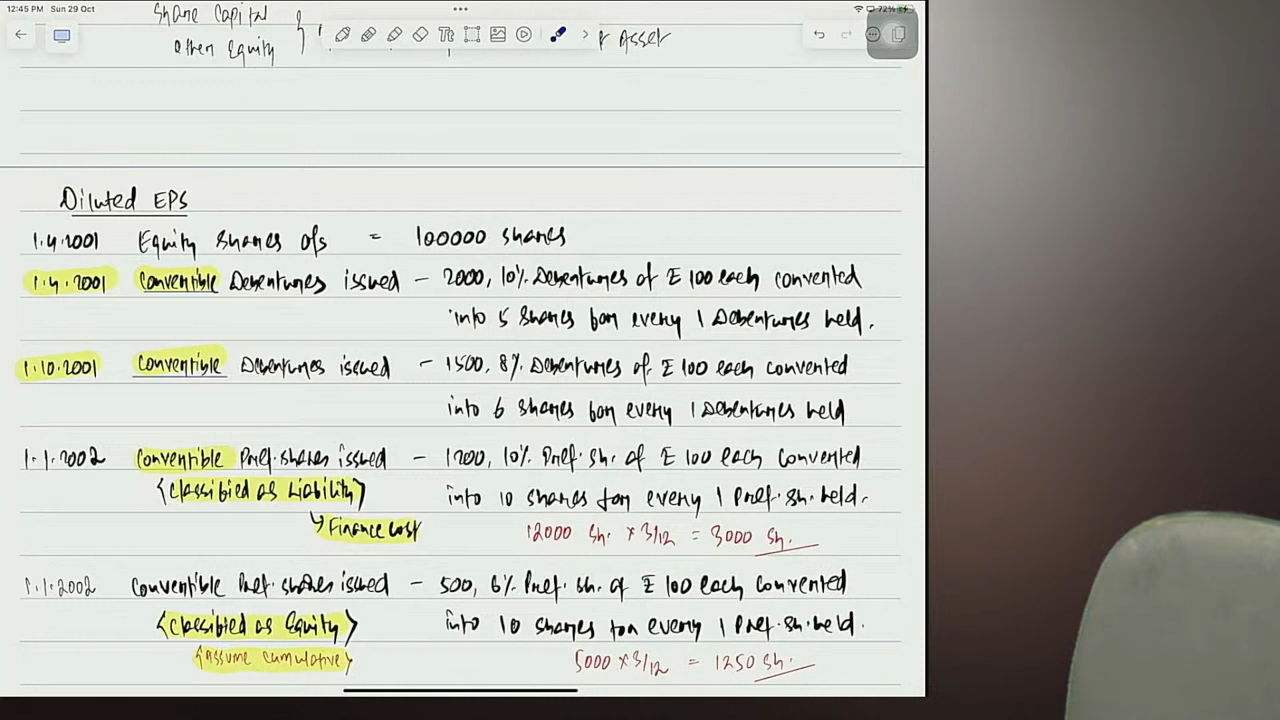 12:45 PM Sun 29 Oct
72%
Share Capital
Other Equity
Asset
Diluted EPS
1.4.2001 Equity Shares o/s = 100000 shares
1.4.2001 Convertible Debentures issued - 2000, 10% Debentures of ₹ 100 each converted
into 5 shares for every 1 Debentures held.
1.10.2001 Convertible Debentures issued - 1500, 8% Debentures of ₹ 100 each converted
into 6 shares for every 1 Debentures held
1.1.2002 Convertible Pref. shares issued - 1200, 10% Pref. sh. of ₹ 100 each converted
{Classified as Liability} into 10 shares for every 1 Pref. sh. held.
↳ Finance cost 12000 sh. × 3/12 = 3000 sh.
1.1.2002 Convertible Pref. shares issued - 500, 6% Pref. sh. of ₹ 100 each converted
{Classified as Equity} into 10 shares for every 1 Pref. sh. held.
{Assume cumulative} 5000 × 3/12 = 1250 sh.